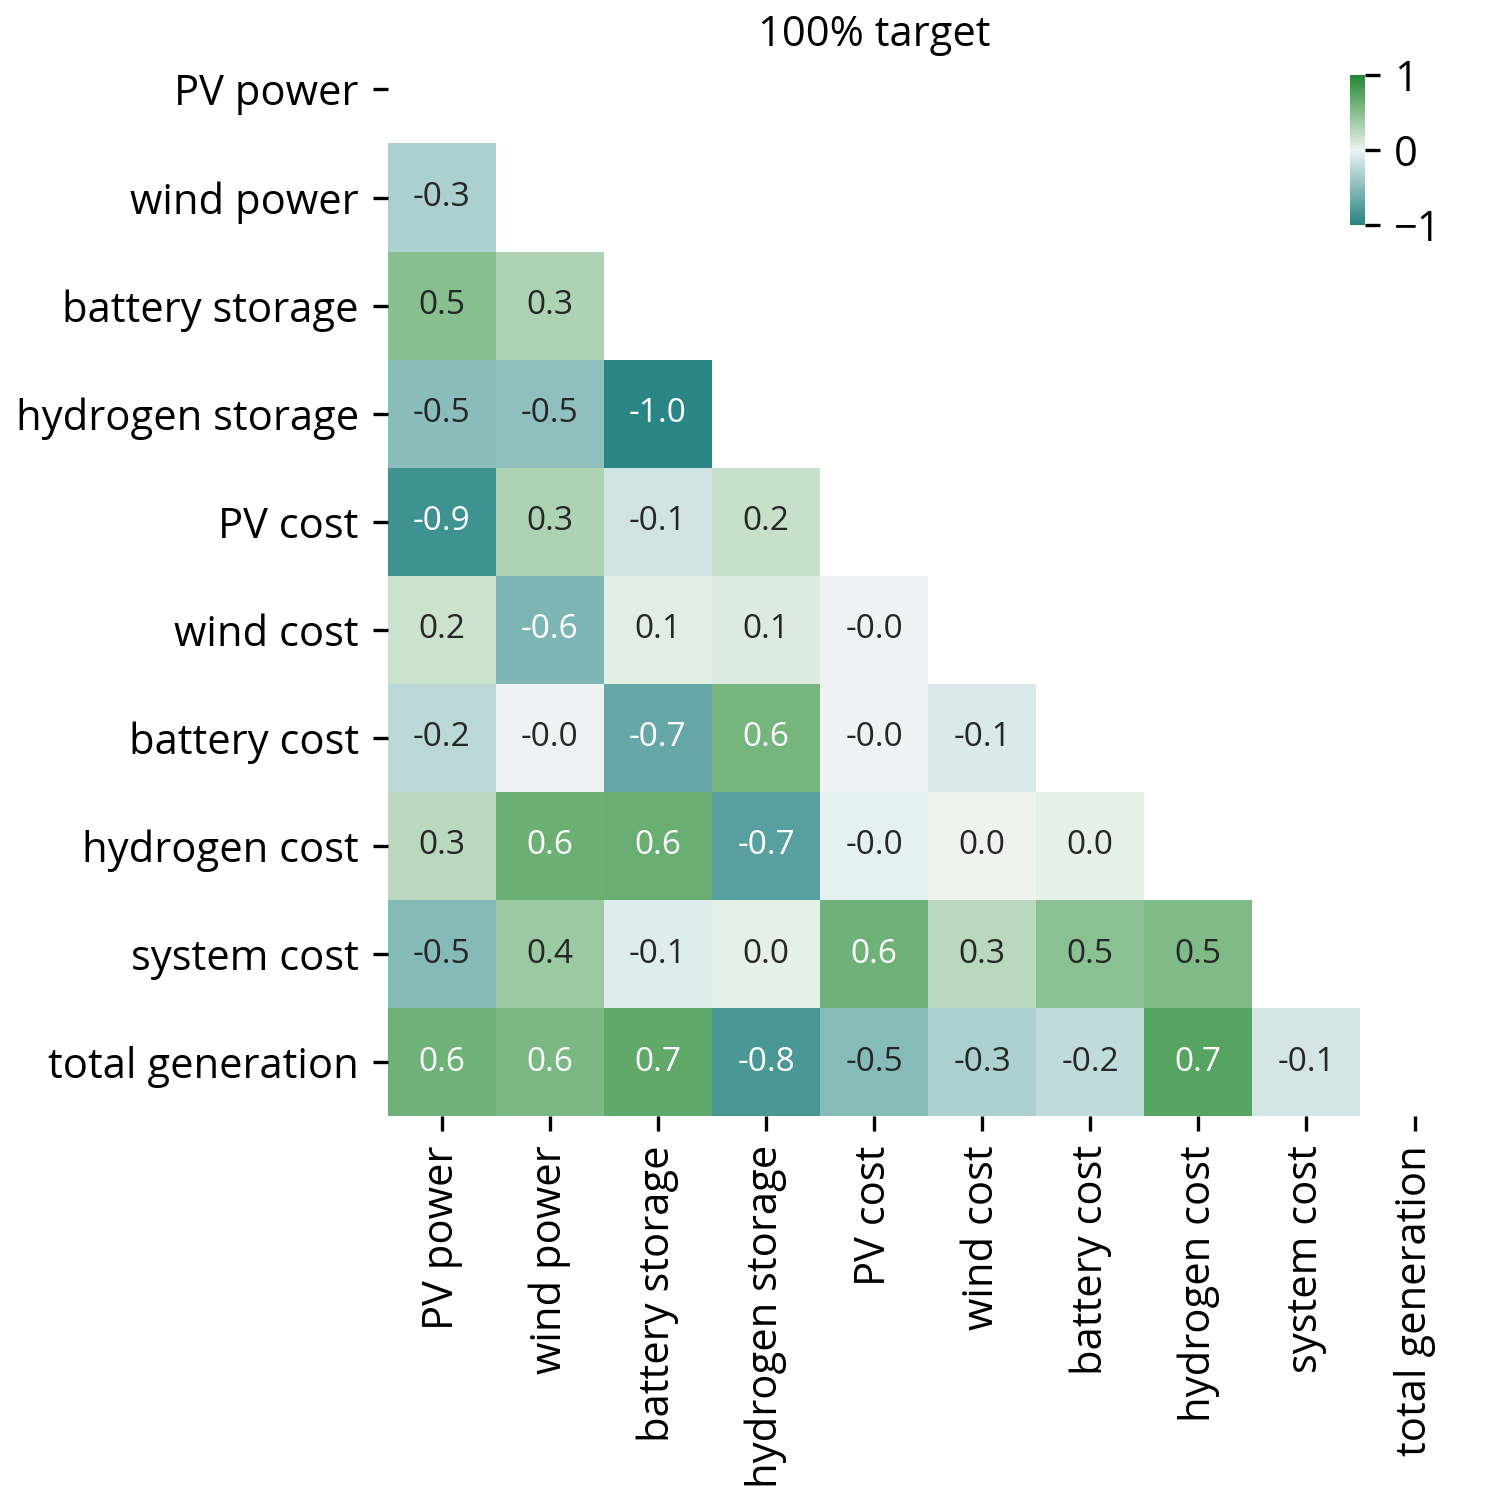 100% target
1
0
−1
PV power
wind power -0.3
battery storage 0.5 0.3
hydrogen storage -0.5 -0.5 -1.0
PV cost -0.9 0.3 -0.1 0.2
wind cost 0.2 -0.6 0.1 0.1 -0.0
battery cost -0.2 -0.0 -0.7 0.6 -0.0 -0.1
hydrogen cost 0.3 0.6 0.6 -0.7 -0.0 0.0 0.0
system cost -0.5 0.4 -0.1 0.0 0.6 0.3 0.5 0.5
total generation 0.6 0.6 0.7 -0.8 -0.5 -0.3 -0.2 0.7 -0.1
PV power
wind power
battery storage
hydrogen storage
PV cost
wind cost
battery cost
hydrogen cost
system cost
total generation